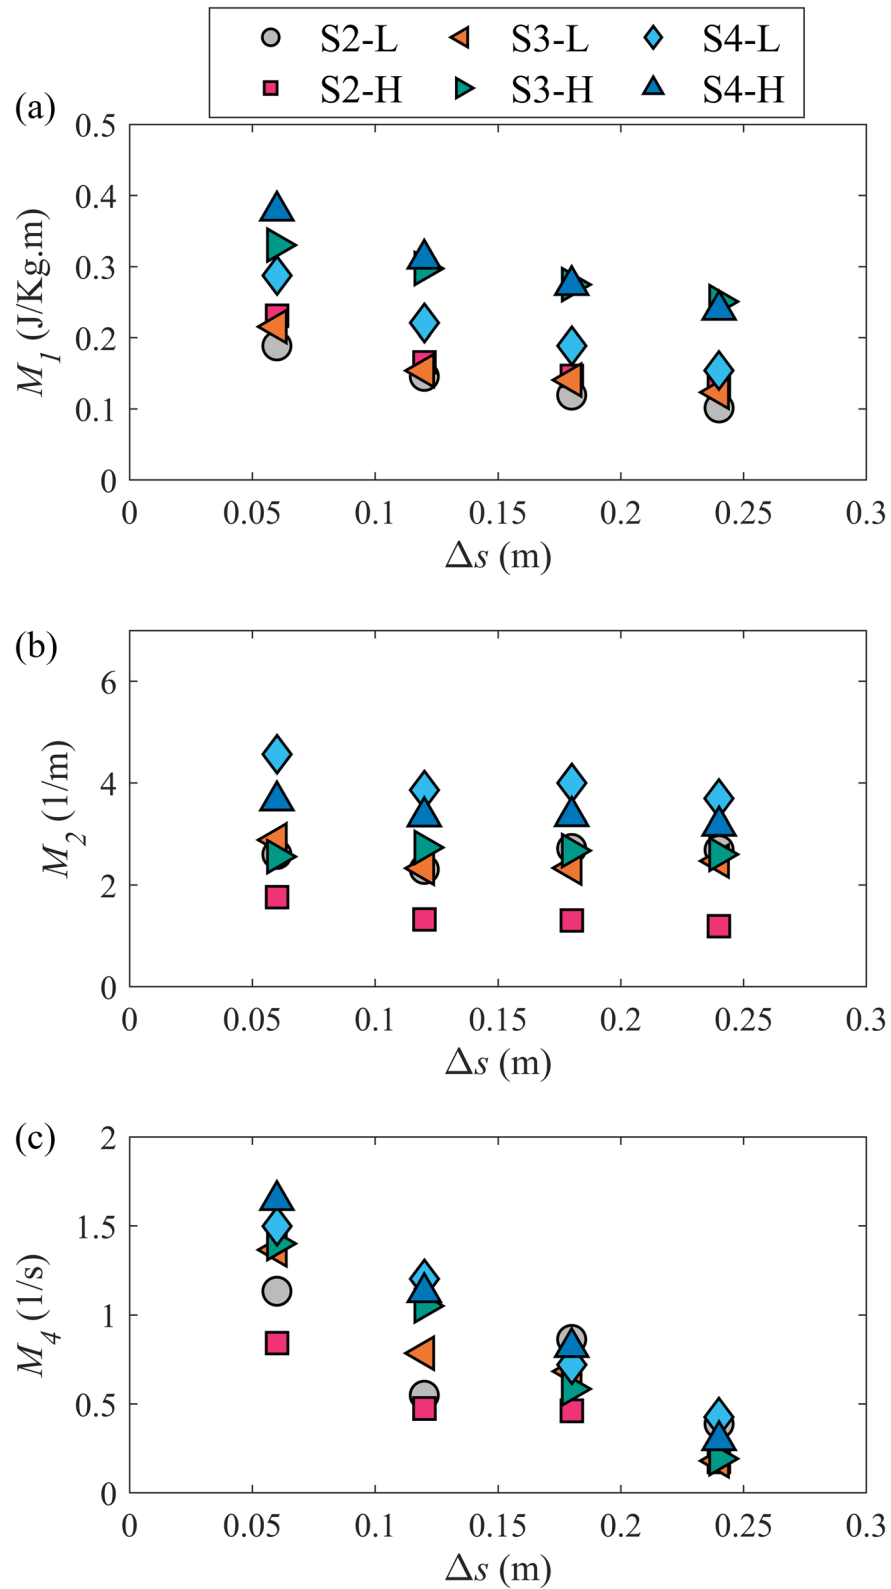 S2-L S3-L S4-L
S2-H S3-H S4-H
(a)
0.5
0.4
0.3
0.2
0.1
0
M1 (J/Kg.m)
0 0.05 0.1 0.15 0.2 0.25 0.3
Δs (m)
(b)
6
4
2
0
M2 (1/m)
0 0.05 0.1 0.15 0.2 0.25 0.3
Δs (m)
(c)
2
1.5
1
0.5
0
M4 (1/s)
0 0.05 0.1 0.15 0.2 0.25 0.3
Δs (m)